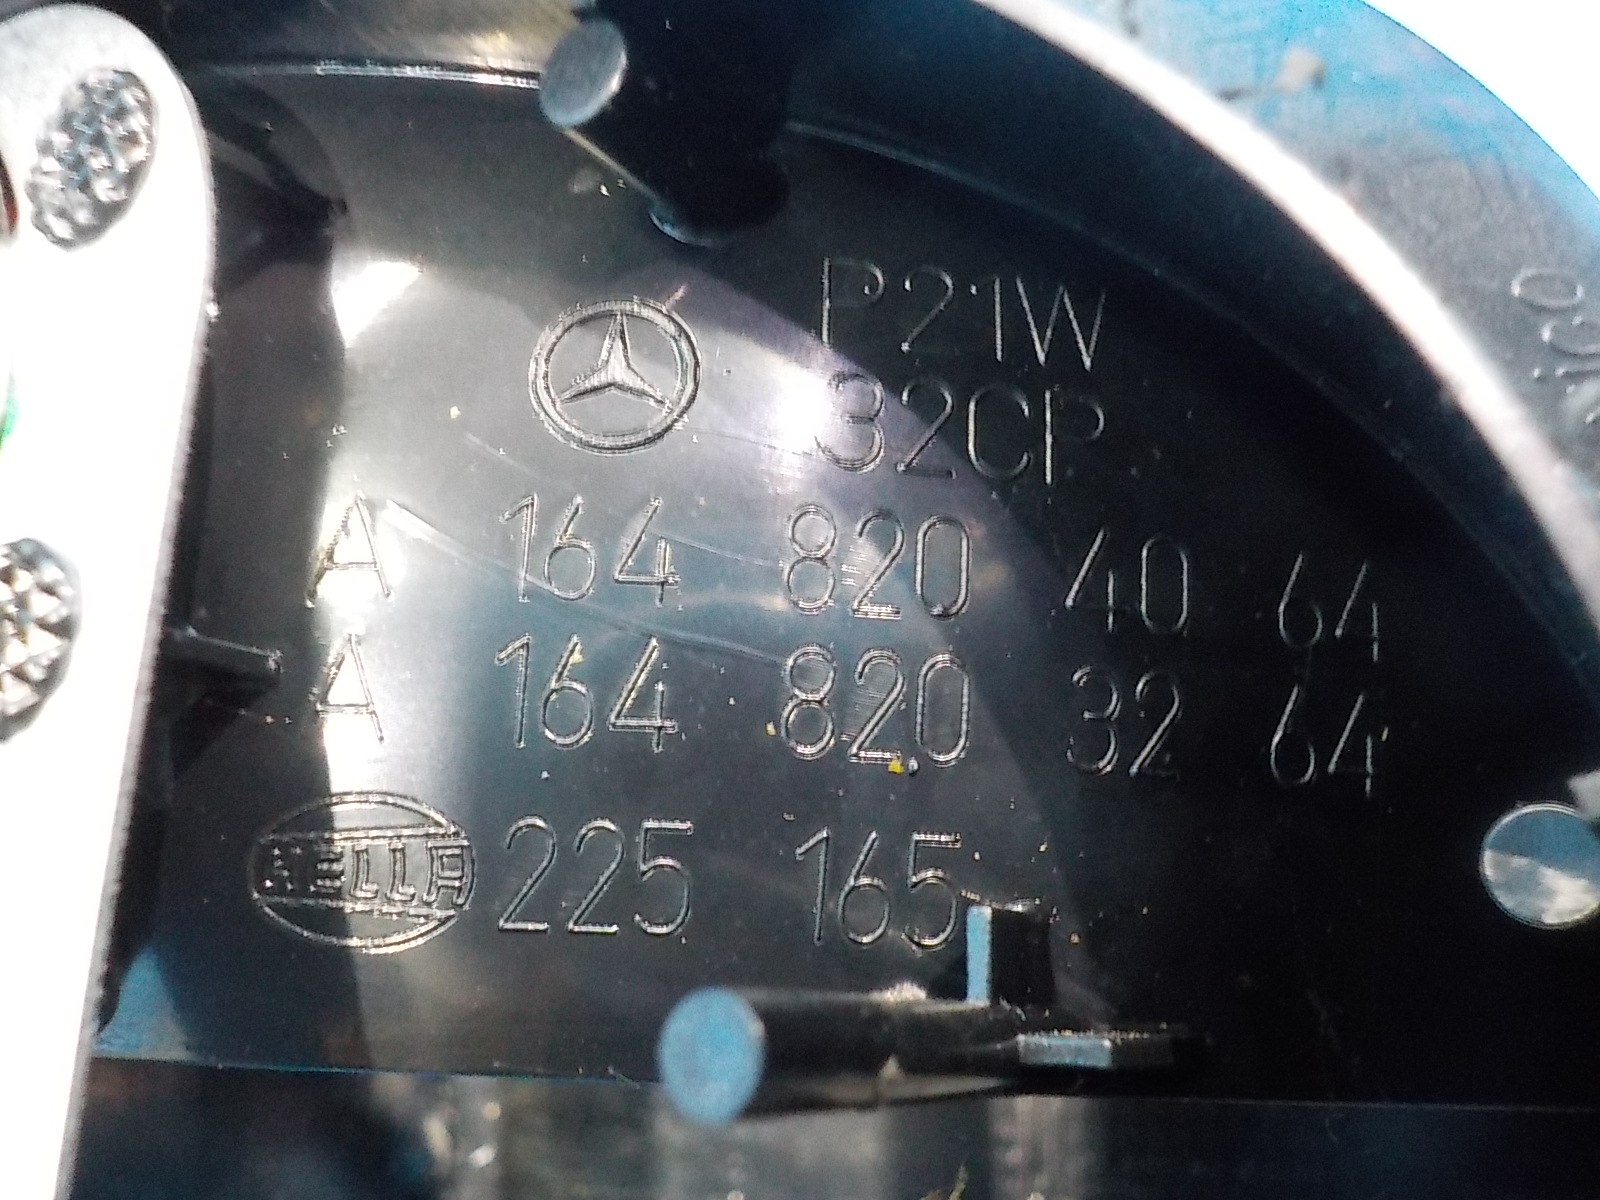 P21W
32CP
A 164 820 40 64
A 164 820 32 64
HELLA 225 165